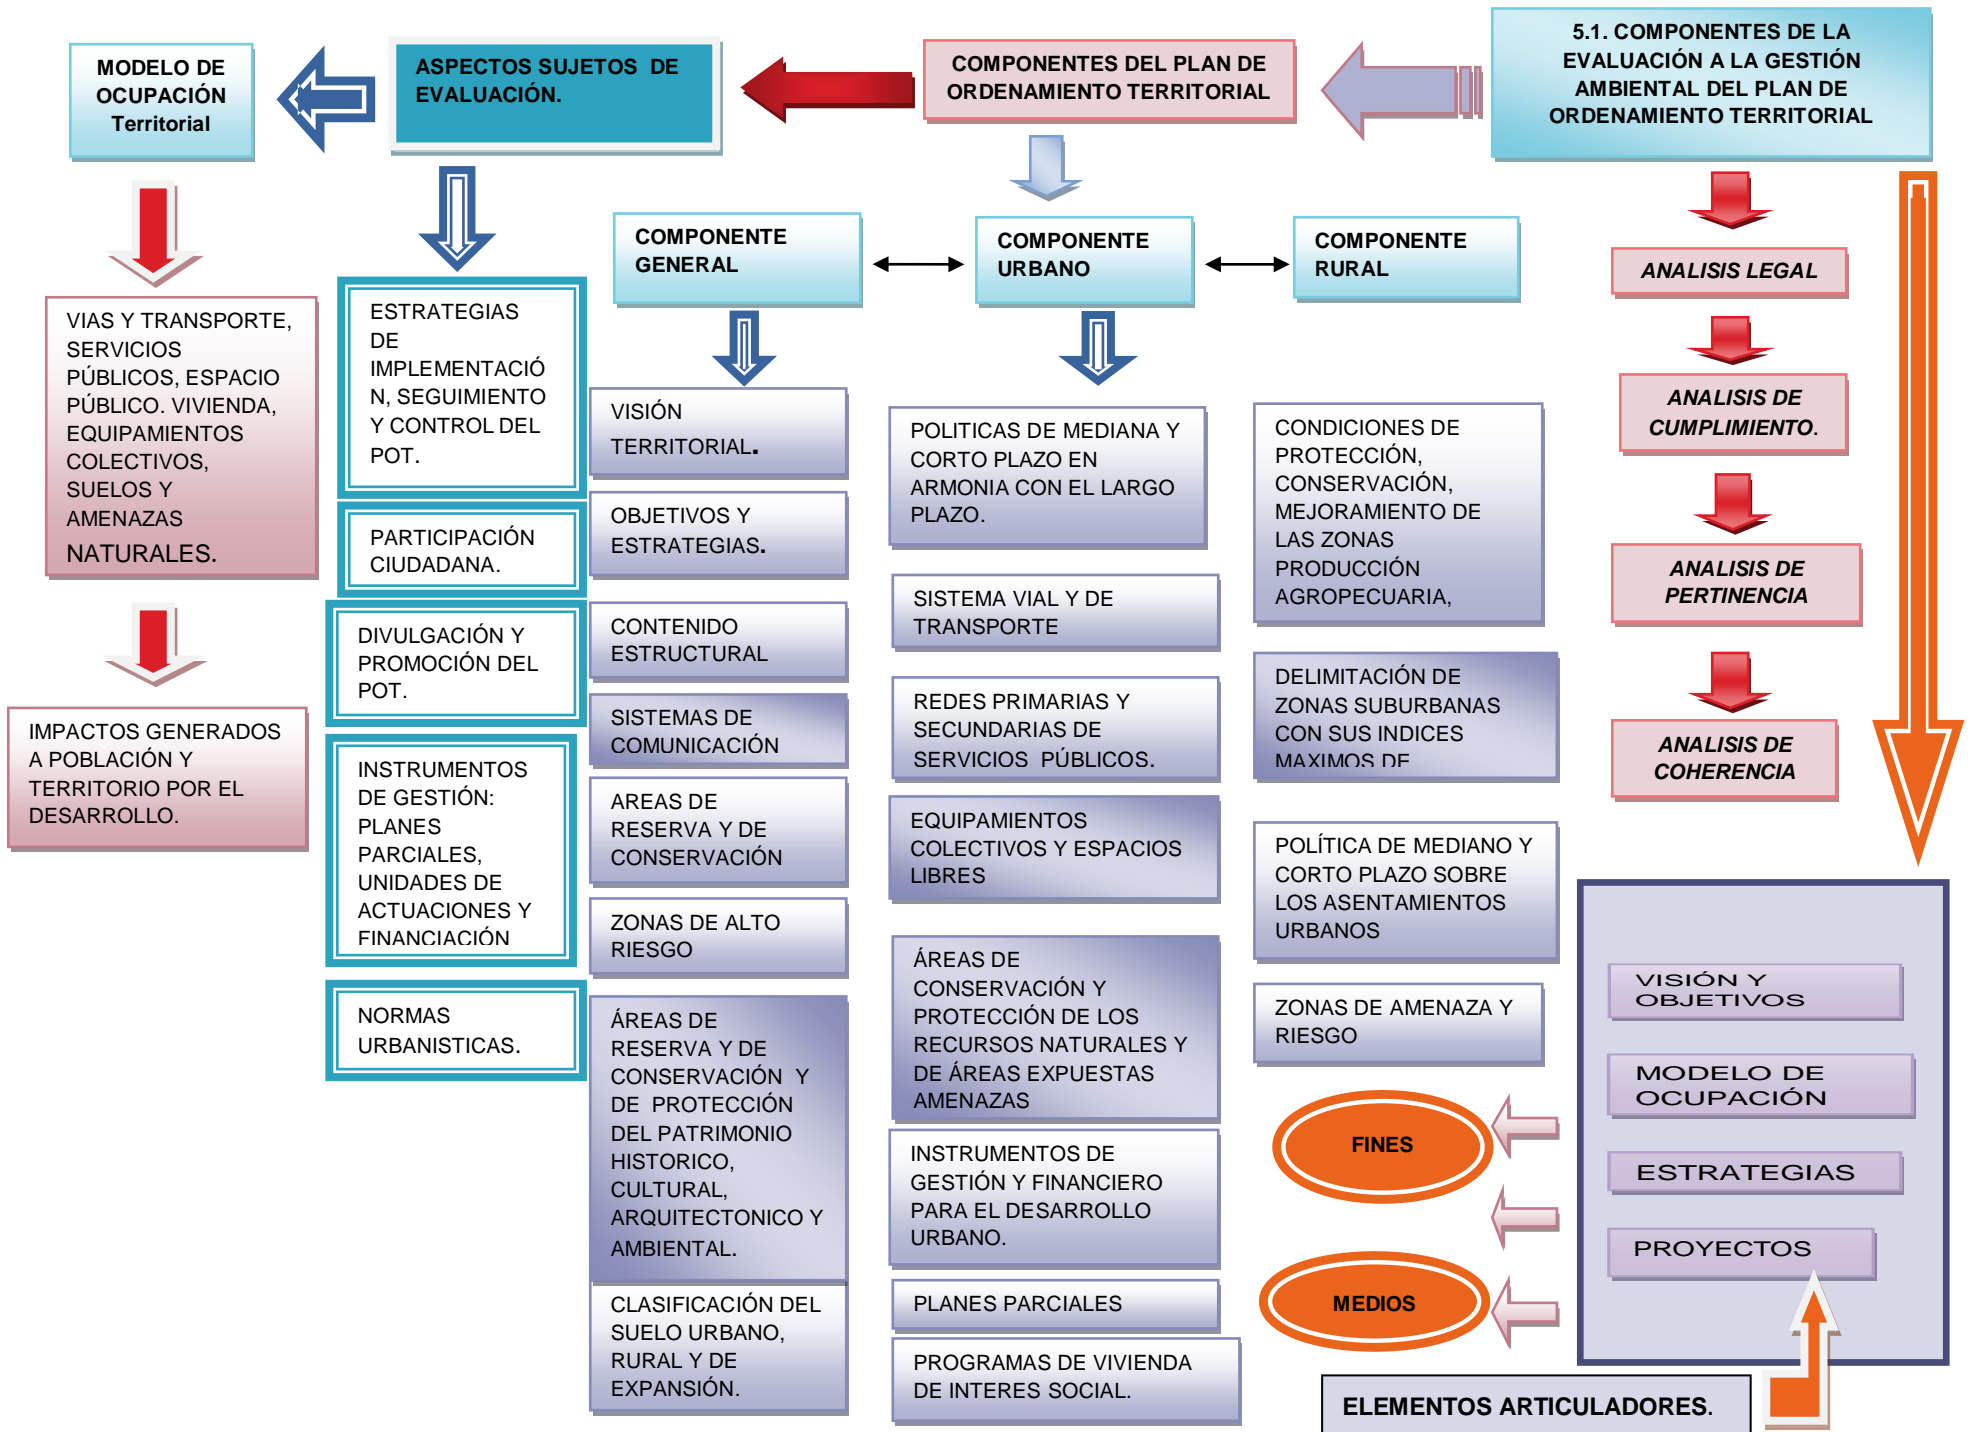 MODELO DE
OCUPACIÓN
Territorial
ASPECTOS SUJETOS DE
EVALUACIÓN.
COMPONENTES DEL PLAN DE
ORDENAMIENTO TERRITORIAL
5.1. COMPONENTES DE LA
EVALUACIÓN A LA GESTIÓN
AMBIENTAL DEL PLAN DE
ORDENAMIENTO TERRITORIAL
VIAS Y TRANSPORTE,
SERVICIOS
PÚBLICOS, ESPACIO
PÚBLICO. VIVIENDA,
EQUIPAMIENTOS
COLECTIVOS,
SUELOS Y
AMENAZAS
NATURALES.
IMPACTOS GENERADOS
A POBLACIÓN Y
TERRITORIO POR EL
DESARROLLO.
ESTRATEGIAS
DE
IMPLEMENTACIÓ
N, SEGUIMIENTO
Y CONTROL DEL
POT.
PARTICIPACIÓN
CIUDADANA.
DIVULGACIÓN Y
PROMOCIÓN DEL
POT.
INSTRUMENTOS
DE GESTIÓN:
PLANES
PARCIALES,
UNIDADES DE
ACTUACIONES Y
FINANCIACIÓN
NORMAS
URBANISTICAS.
COMPONENTE
GENERAL
VISIÓN
TERRITORIAL.
OBJETIVOS Y
ESTRATEGIAS.
CONTENIDO
ESTRUCTURAL
SISTEMAS DE
COMUNICACIÓN
AREAS DE
RESERVA Y DE
CONSERVACIÓN
ZONAS DE ALTO
RIESGO
ÁREAS DE
RESERVA Y DE
CONSERVACIÓN Y
DE PROTECCIÓN
DEL PATRIMONIO
HISTORICO,
CULTURAL,
ARQUITECTONICO Y
AMBIENTAL.
CLASIFICACIÓN DEL
SUELO URBANO,
RURAL Y DE
EXPANSIÓN.
COMPONENTE
URBANO
POLITICAS DE MEDIANA Y
CORTO PLAZO EN
ARMONIA CON EL LARGO
PLAZO.
SISTEMA VIAL Y DE
TRANSPORTE
REDES PRIMARIAS Y
SECUNDARIAS DE
SERVICIOS PÚBLICOS.
EQUIPAMIENTOS
COLECTIVOS Y ESPACIOS
LIBRES
ÁREAS DE
CONSERVACIÓN Y
PROTECCIÓN DE LOS
RECURSOS NATURALES Y
DE ÁREAS EXPUESTAS
AMENAZAS
INSTRUMENTOS DE
GESTIÓN Y FINANCIERO
PARA EL DESARROLLO
URBANO.
PLANES PARCIALES
PROGRAMAS DE VIVIENDA
DE INTERES SOCIAL.
COMPONENTE
RURAL
CONDICIONES DE
PROTECCIÓN,
CONSERVACIÓN,
MEJORAMIENTO DE
LAS ZONAS
PRODUCCIÓN
AGROPECUARIA,
DELIMITACIÓN DE
ZONAS SUBURBANAS
CON SUS INDICES
MAXIMOS DE
POLÍTICA DE MEDIANO Y
CORTO PLAZO SOBRE
LOS ASENTAMIENTOS
URBANOS
ZONAS DE AMENAZA Y
RIESGO
FINES
MEDIOS
ANALISIS LEGAL
ANALISIS DE
CUMPLIMIENTO.
ANALISIS DE
PERTINENCIA
ANALISIS DE
COHERENCIA
VISIÓN Y
OBJETIVOS
MODELO DE
OCUPACIÓN
ESTRATEGIAS
PROYECTOS
ELEMENTOS ARTICULADORES.